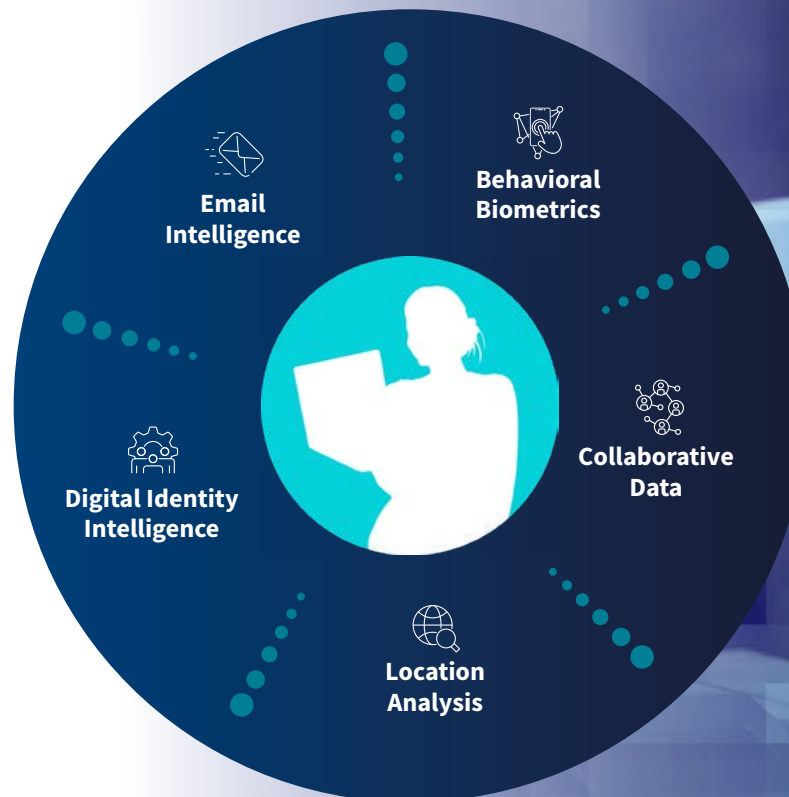 Email
Intelligence
Behavioral
Biometrics
Collaborative
Data
Digital Identity
Intelligence
Location
Analysis